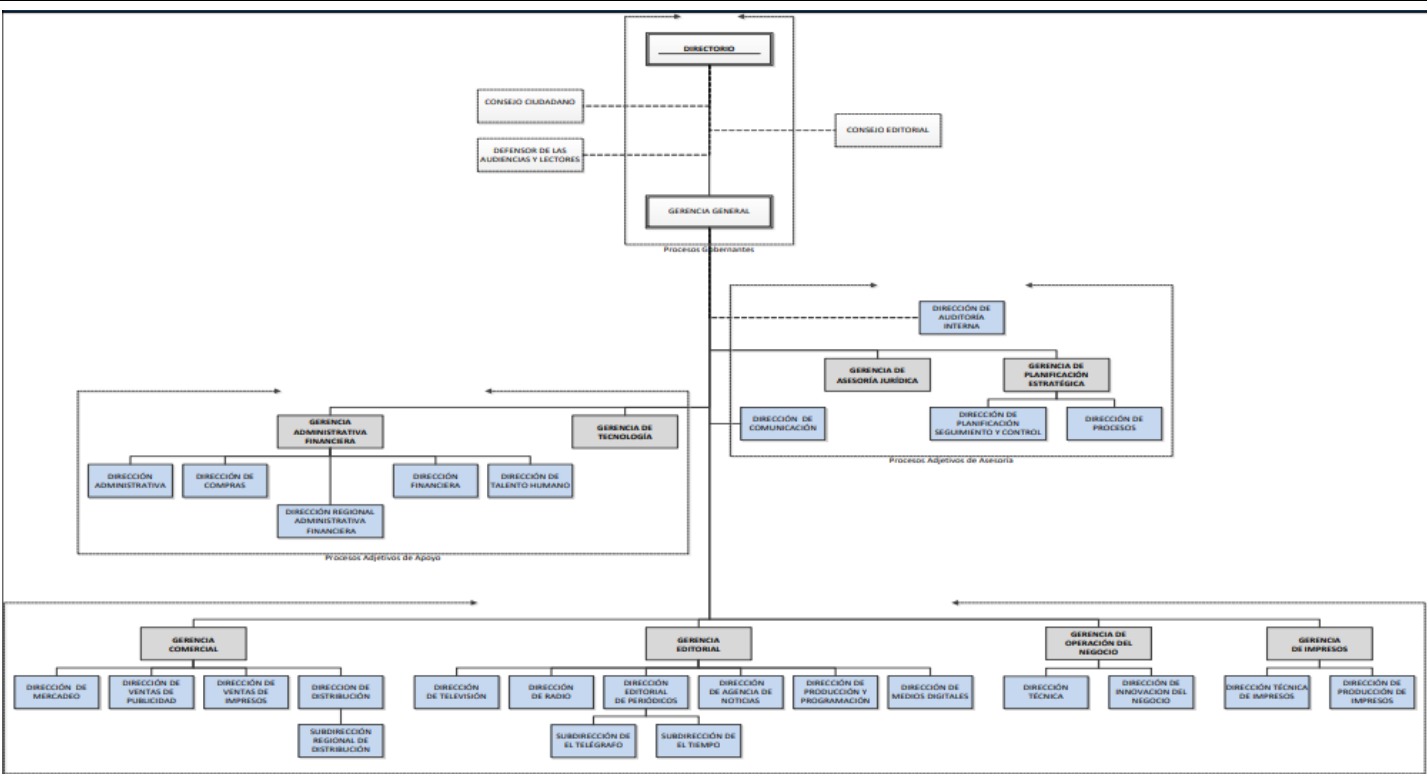 DIRECTORIO
CONSEJO CIUDADANO
CONSEJO EDITORIAL
DEFENSOR DE LAS
AUDIENCIAS Y LECTORES
GERENCIA GENERAL
Procesos Gobernantes
DIRECCIÓN DE
AUDITORÍA
INTERNA
GERENCIA DE
ASESORÍA JURÍDICA
GERENCIA DE
PLANIFICACIÓN
ESTRATÉGICA
DIRECCIÓN DE
COMUNICACIÓN
DIRECCIÓN DE
PLANIFICACIÓN
SEGUIMIENTO Y CONTROL
DIRECCIÓN DE
PROCESOS
Procesos Adjetivos de Asesoría
GERENCIA
ADMINISTRATIVA
FINANCIERA
GERENCIA DE
TECNOLOGÍA
DIRECCIÓN
ADMINISTRATIVA
DIRECCIÓN DE
COMPRAS
DIRECCIÓN
FINANCIERA
DIRECCIÓN DE
TALENTO HUMANO
DIRECCIÓN REGIONAL
ADMINISTRATIVA
FINANCIERA
Procesos Adjetivos de Apoyo
GERENCIA
COMERCIAL
GERENCIA
EDITORIAL
GERENCIA DE
OPERACIÓN DEL
NEGOCIO
GERENCIA
DE IMPRESOS
DIRECCIÓN DE
MERCADEO
DIRECCIÓN DE
VENTAS DE
PUBLICIDAD
DIRECCIÓN DE
VENTAS DE
IMPRESOS
DIRECCION DE
DISTRIBUCIÓN
SUBDIRECCIÓN
REGIONAL DE
DISTRIBUCIÓN
DIRECCIÓN
DE TELEVISIÓN
DIRECCIÓN
DE RADIO
DIRECCIÓN
EDITORIAL
DE PERIÓDICOS
DIRECCIÓN
DE AGENCIA DE
NOTICIAS
DIRECCIÓN DE
PRODUCCIÓN Y
PROGRAMACIÓN
DIRECCIÓN DE
MEDIOS DIGITALES
SUBDIRECCIÓN DE
EL TELÉGRAFO
SUBDIRECCIÓN DE
EL TIEMPO
DIRECCIÓN
TÉCNICA
DIRECCIÓN DE
INNOVACION DEL
NEGOCIO
DIRECCIÓN TÉCNICA
DE IMPRESOS
DIRECCIÓN DE
PRODUCCIÓN DE
IMPRESOS